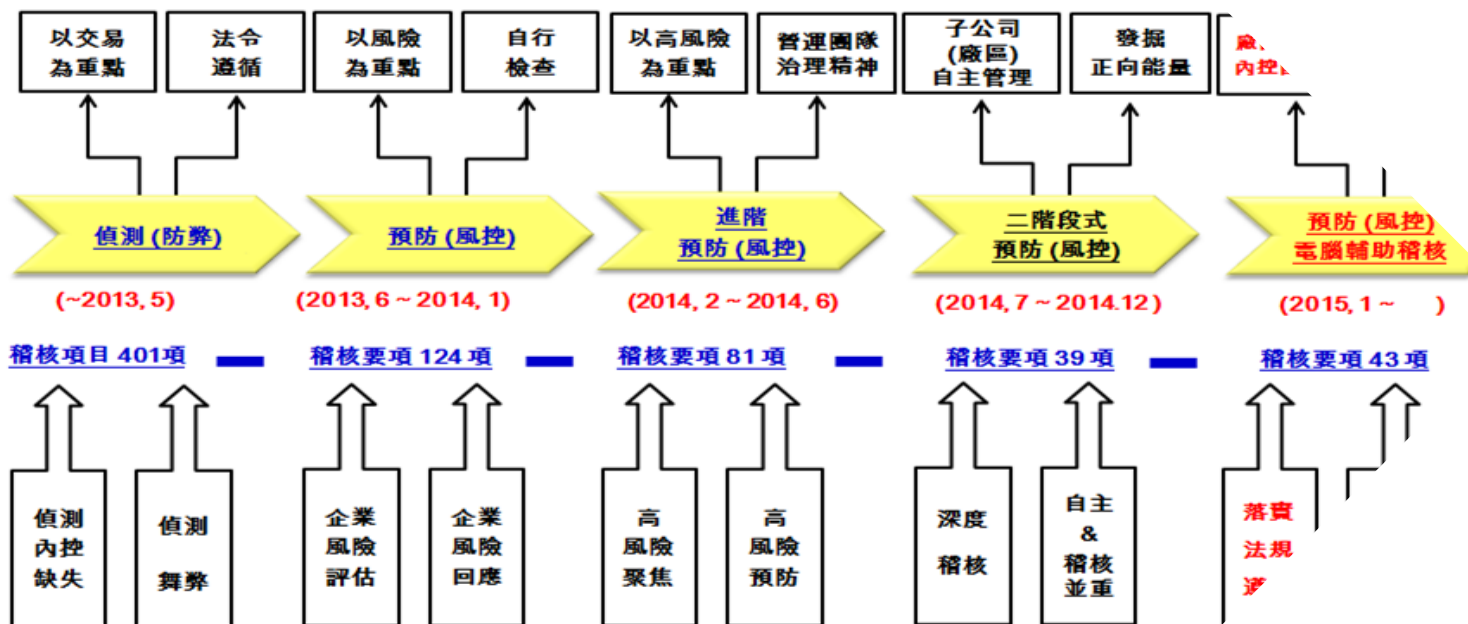 以交易
為重點
法令
遵循
以風險
為重點
自行
檢查
以高風險
為重點
營運團隊
治理精神
子公司
(廠區)
自主管理
發掘
正向能量
廠
內控
偵測 (防弊)
預防 (風控)
進階
預防 (風控)
二階段式
預防 (風控)
預防 (風控)
電腦輔助稽核
(~2013, 5)
(2013, 6 ~ 2014, 1)
(2014, 2 ~ 2014, 6)
(2014, 7 ~ 2014.12)
(2015, 1 ~ )
稽核項目 401項
稽核要項 124 項
稽核要項 81 項
稽核要項 39 項
稽核要項 43 項
偵測
內控
缺失
偵測
舞弊
企業
風險
評估
企業
風險
回應
高
風險
聚焦
高
風險
預防
深度
稽核
自主
&
稽核
並重
落實
法規